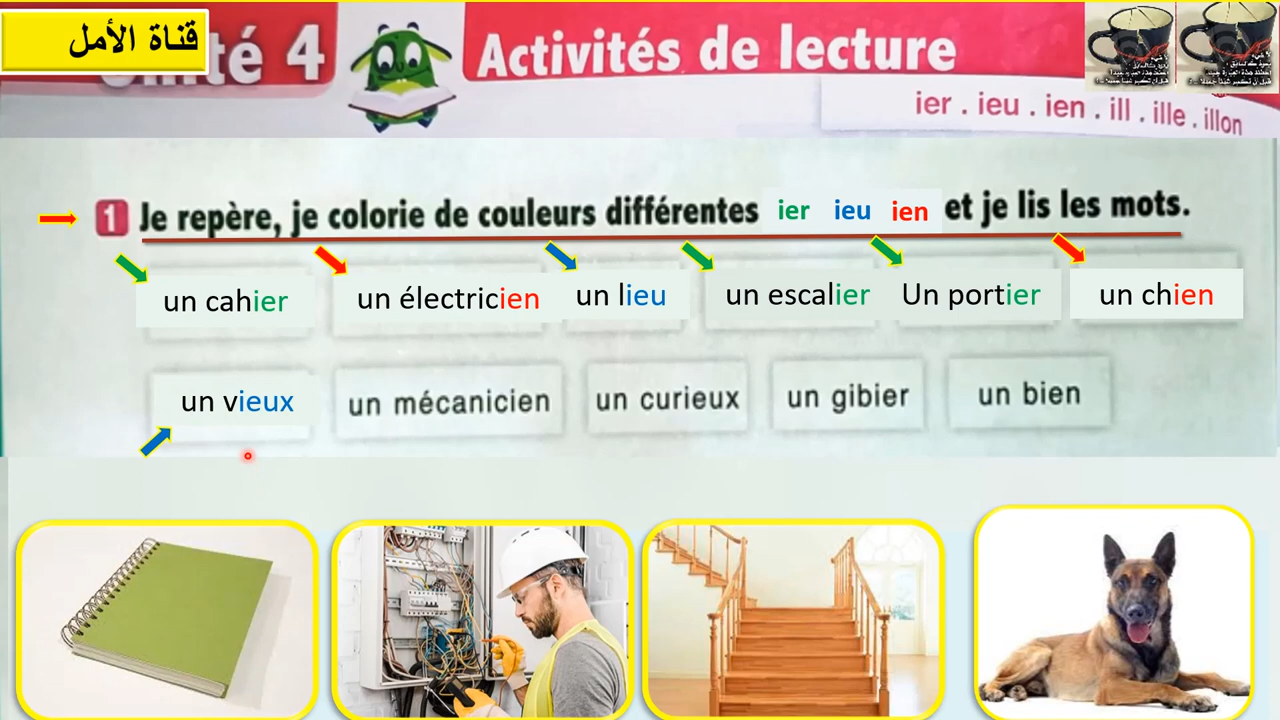 قناة الأمل
Unité 4
Activités de lecture
ier . ieu . ien . ill . ille . illon
1 Je repère, je colorie de couleurs différentes ier ieu ien et je lis les mots.
un cahier un électricien un lieu un escalier Un portier un chien
un vieux un mécanicien un curieux un gibier un bien